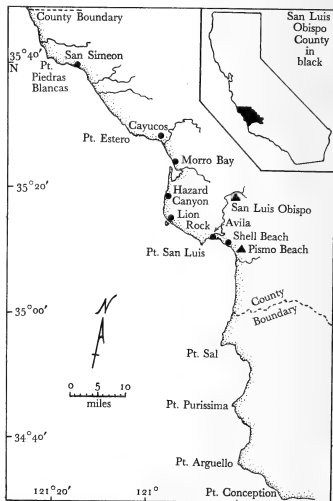 County Boundary
San Luis
Obispo
County
in
black
35°40'
N
San Simeon
Pt.
Piedras
Blancas
Cayucos
Pt. Estero
Morro Bay
35°20'
Hazard
Canyon
San Luis Obispo
Lion
Rock
Avila
Shell Beach
Pt. San Luis
Pismo Beach
35°00'
County
Boundary
N
Pt. Sal
0 5 10
miles
Pt. Purissima
34°40'
Pt. Arguello
Pt. Conception
121°20'
121°